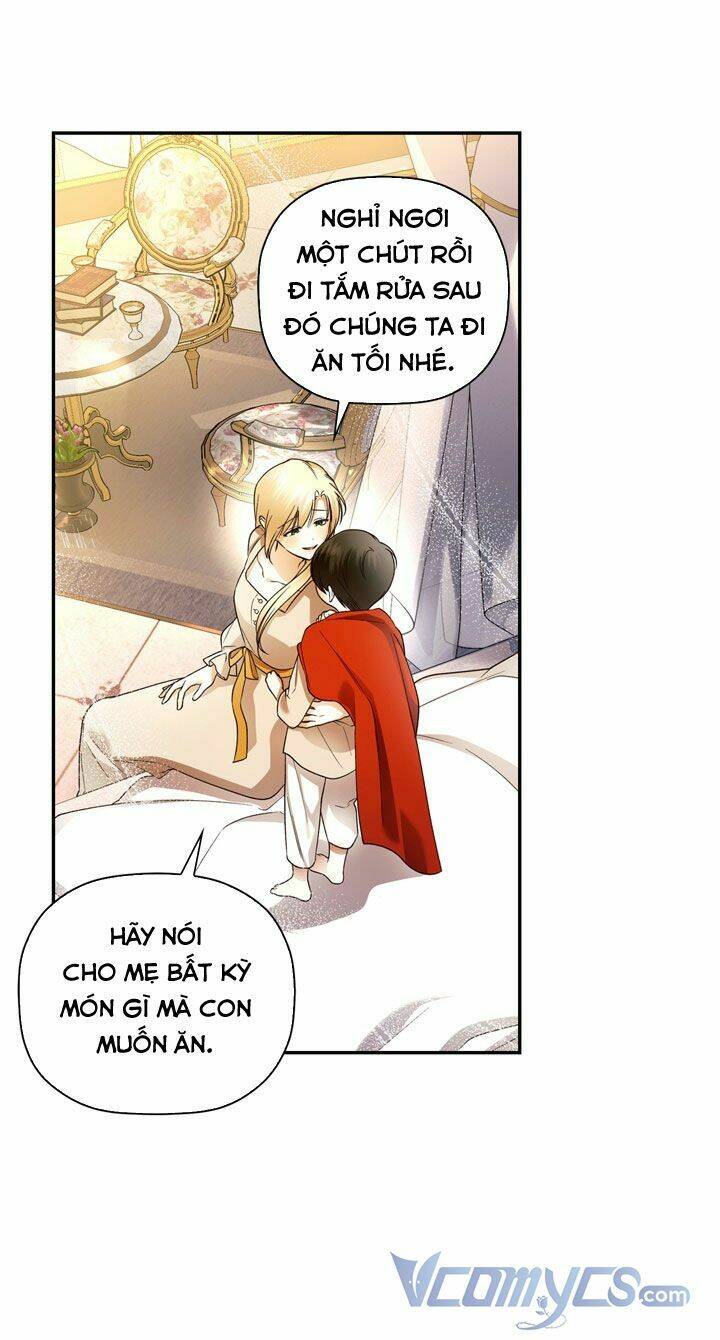 NGHỈ NGƠI
MỘT CHÚT RỒI
ĐI TẮM RỬA SAU
ĐÓ CHÚNG TA ĐI
ĂN TỐI NHÉ.
HÃY NÓI
CHO MẸ BẤT KỲ
MÓN GÌ MÀ CON
MUỐN ĂN.
VCOMYCS.com